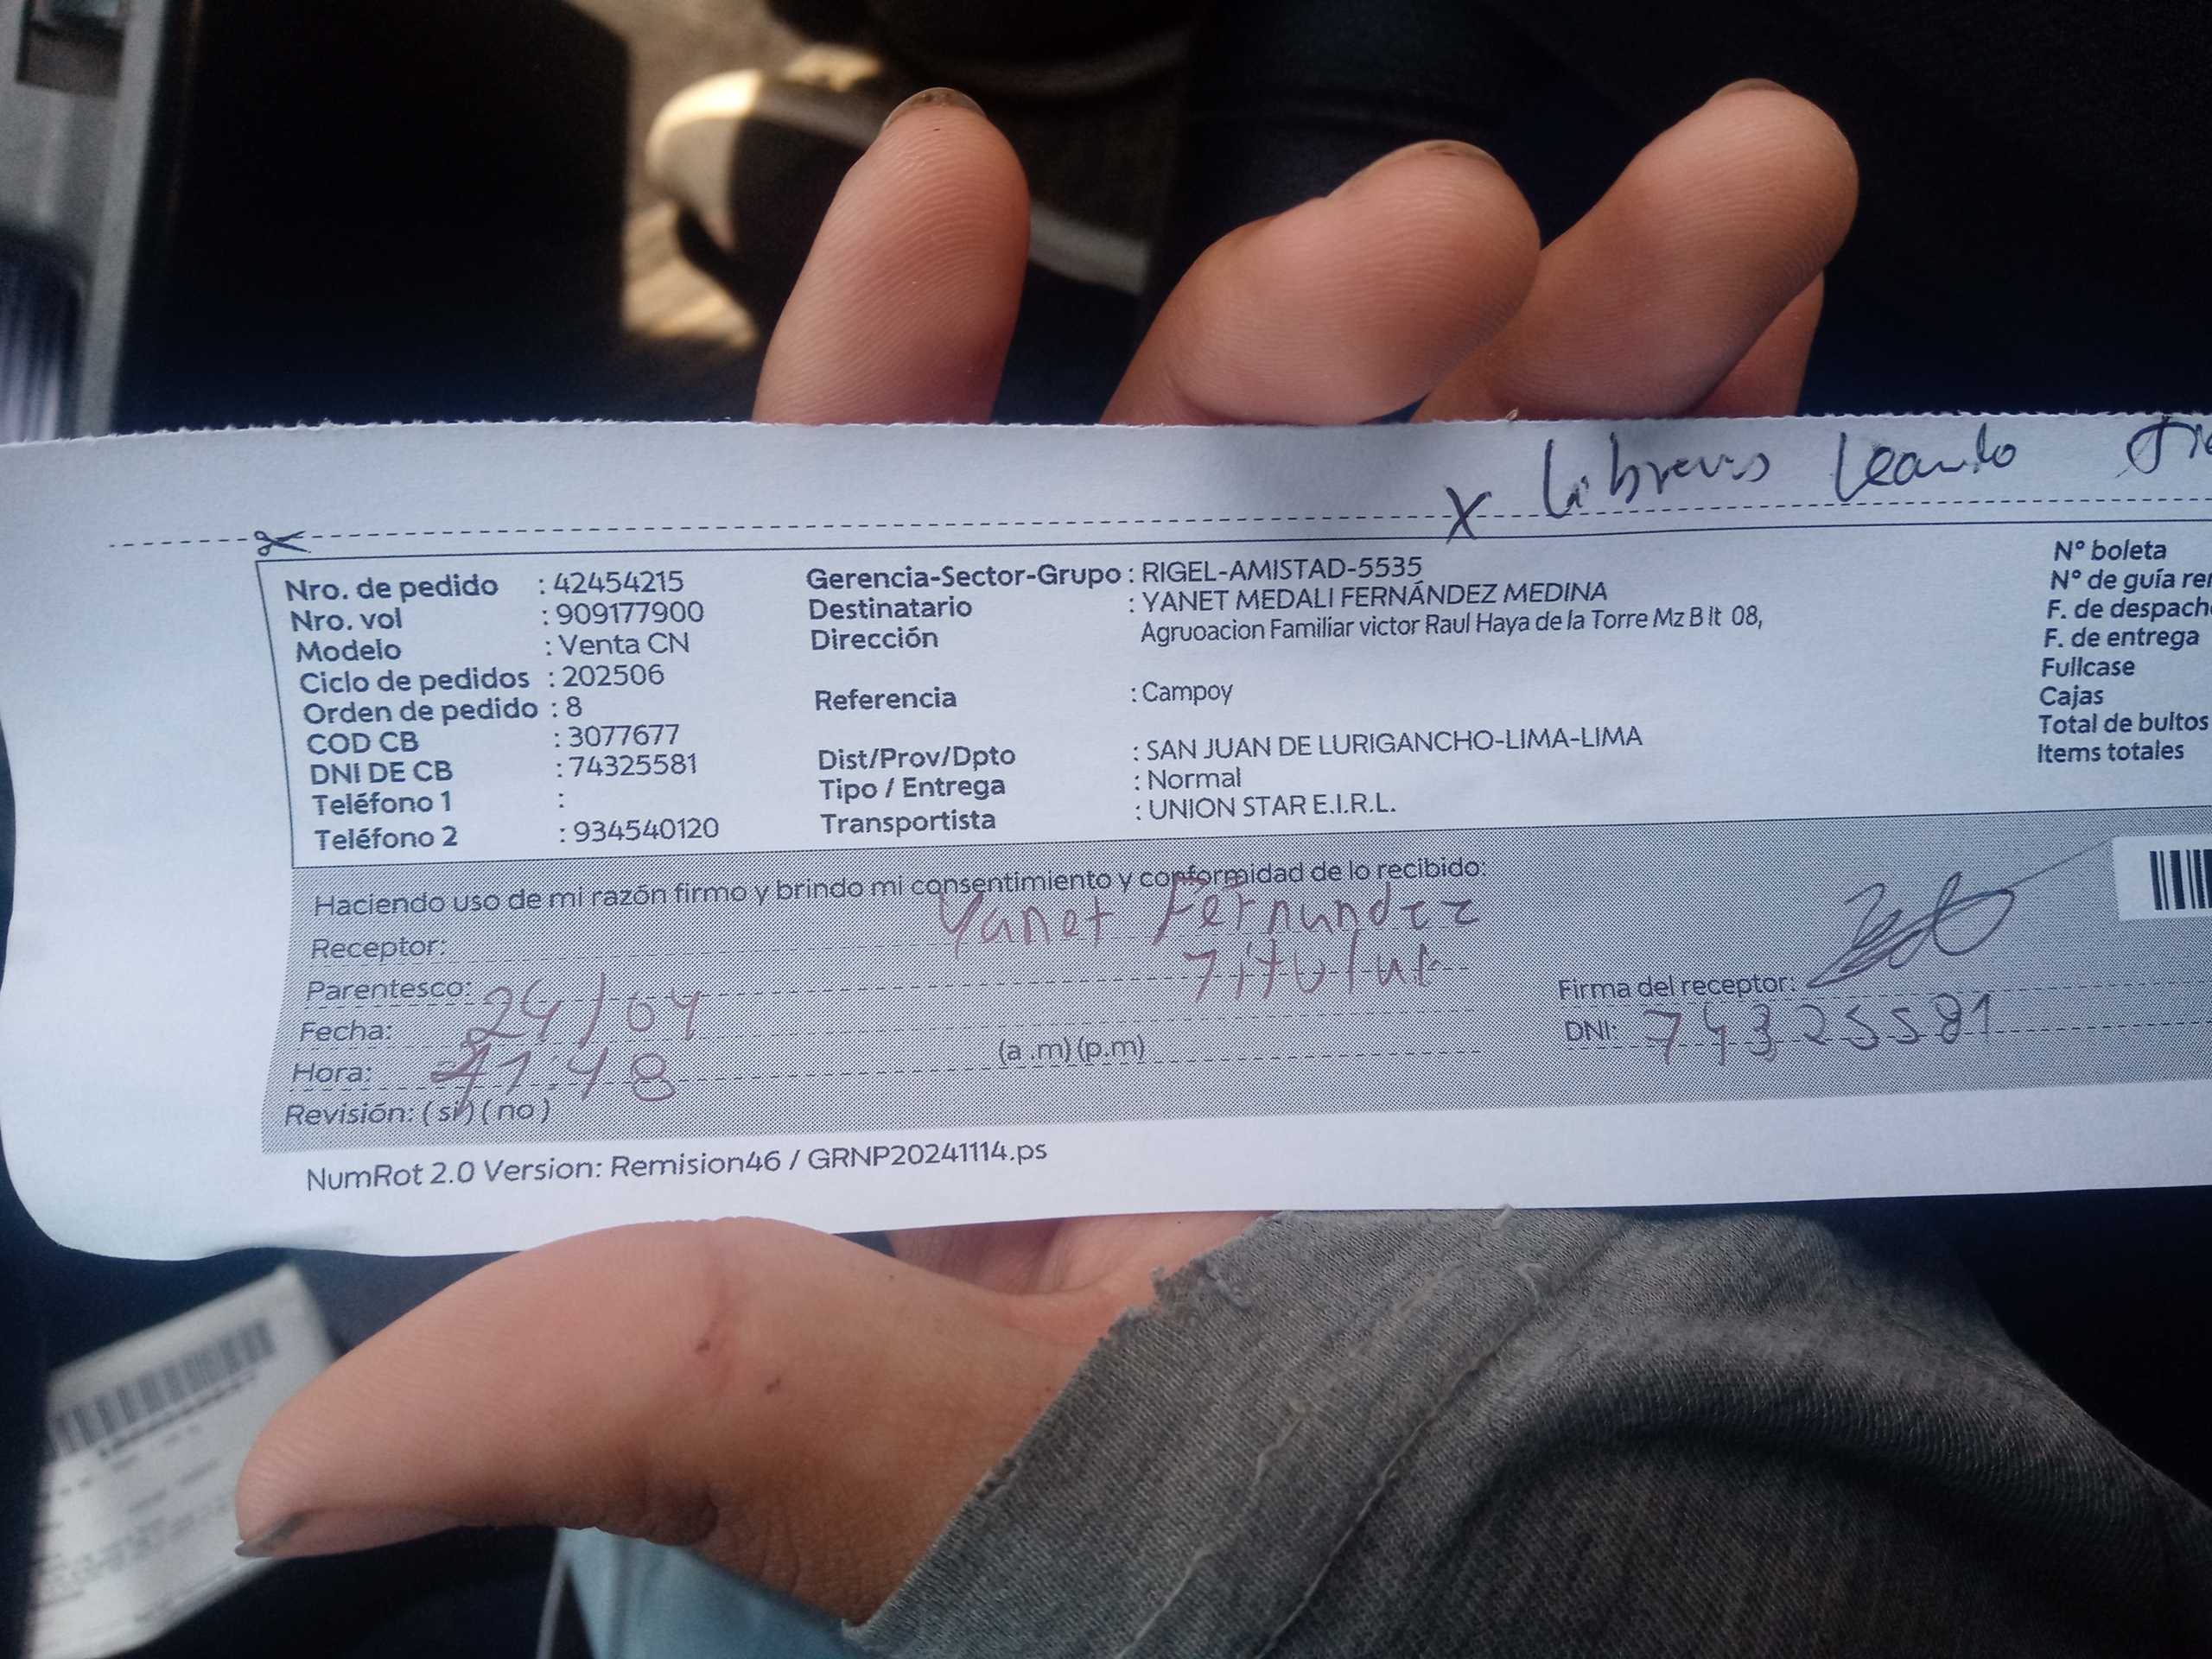 X
Nro. de pedido : 42454215
Nro. vol : 909177900
Modelo : Venta CN
Ciclo de pedidos : 202506
Orden de pedido : 8
COD CB : 3077677
DNI DE CB : 74325581
Teléfono 1 :
Teléfono 2 : 934540120
Gerencia-Sector-Grupo : RIGEL-AMISTAD-5535
Destinatario : YANET MEDALI FERNÁNDEZ MEDINA
Dirección Agruoacion Familiar victor Raul Haya de la Torre Mz B lt 08,
Referencia : Campoy
Dist/Prov/Dpto : SAN JUAN DE LURIGANCHO-LIMA-LIMA
Tipo / Entrega : Normal
Transportista : UNION STAR E.I.R.L.
N° boleta
N° de guía rem
F. de despacho
F. de entrega
Fullcase
Cajas
Total de bultos
Items totales
Haciendo uso de mi razón firmo y brindo mi consentimiento y conformidad de lo recibido:
Receptor: Yanet Fernandez
Parentesco: Titular
Fecha: 24/04
Hora: 11:48 (a .m) (p.m)
Revisión: ( si ) ( no )
Firma del receptor:
DNI: 74325581
NumRot 2.0 Version: Remision46 / GRNP20241114.ps